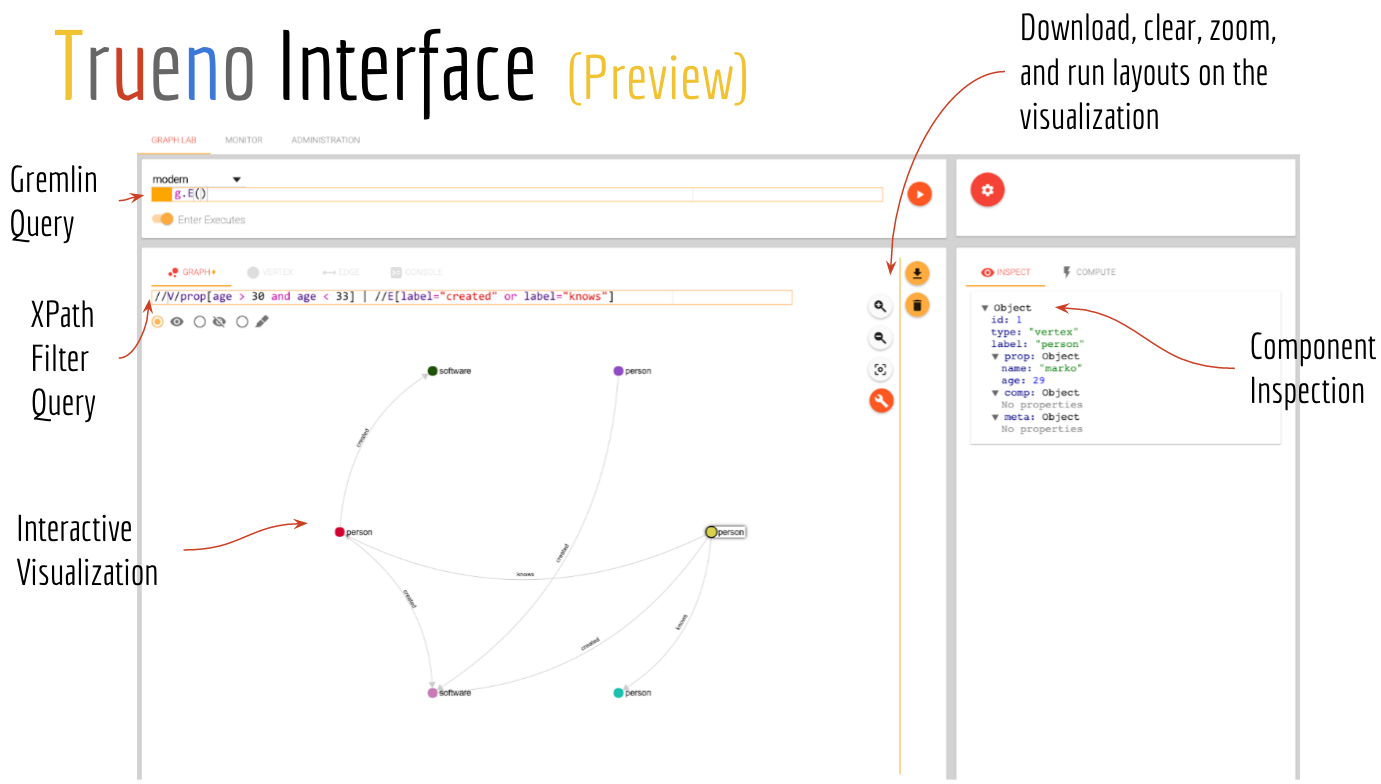 Trueno Interface (Preview)
Download, clear, zoom,
and run layouts on the
visualization
GRAPH LAB MONITOR ADMINISTRATION
Gremlin
Query
modern
g.E()
Enter Executes
GRAPH VERTEX EDGE CONSOLE
//V/prop[age > 30 and age < 33] | //E[label="created" or label="knows"]
XPath
Filter
Query
INSPECT COMPUTE
Object
id: 1
type: "vertex"
label: "person"
prop: Object
name: "marko"
age: 29
comp: Object
No properties
meta: Object
No properties
Component
Inspection
software
person
created
Interactive
Visualization
person
person
created
knows
created
knows
created
software
person